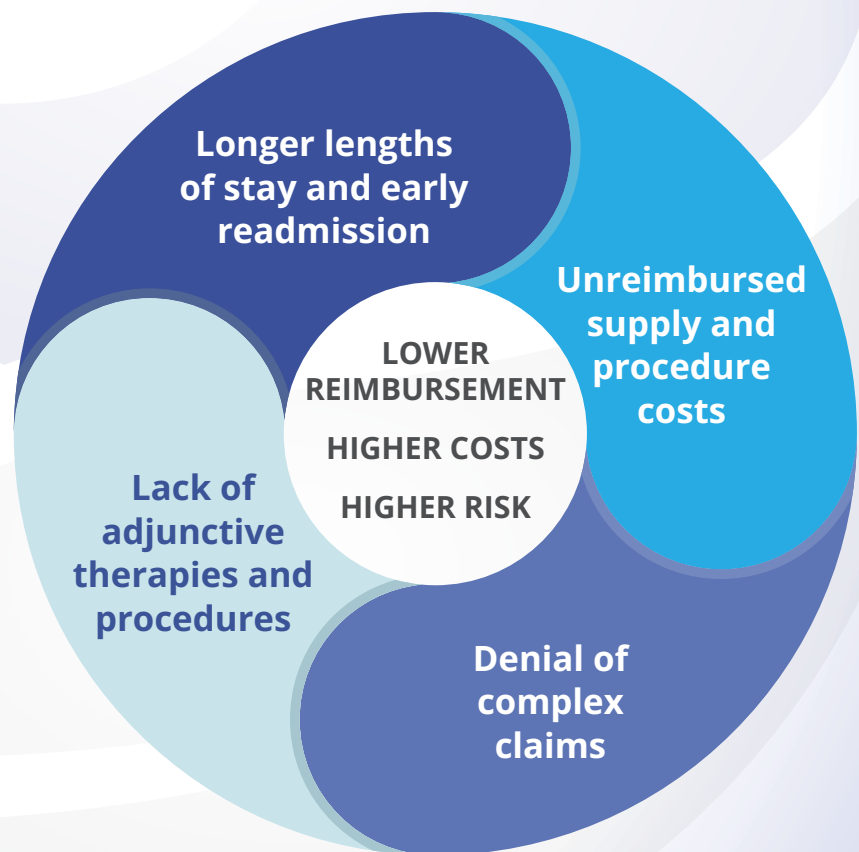 Longer lengths
of stay and early
readmission
Unreimbursed
supply and
procedure
costs
LOWER
REIMBURSEMENT
HIGHER COSTS
HIGHER RISK
Lack of
adjunctive
therapies and
procedures
Denial of
complex
claims